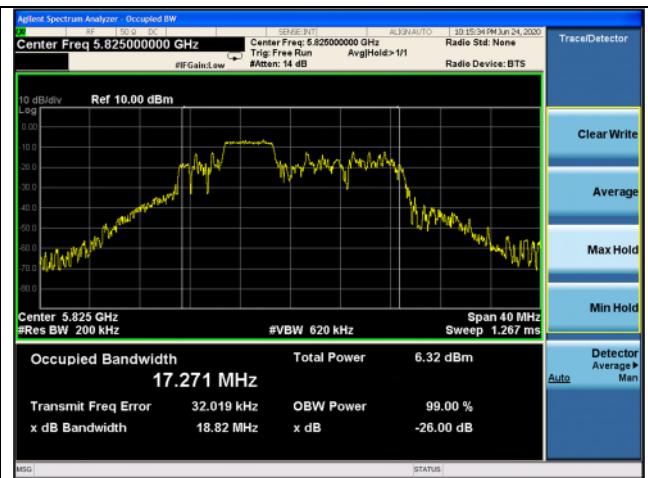 Agilent Spectrum Analyzer - Occupied BW
RF 50 Ω DC SENSE:INT ALIGN AUTO 10:15:34 PM Jun 24, 2020
Center Freq 5.825000000 GHz
Center Freq: 5.825000000 GHz
Radio Std: None
Trig: Free Run Avg|Hold>1/1
#IFGain:Low
#Atten: 14 dB
Radio Device: BTS
10 dB/div Ref 10.00 dBm
Log
0.00
-10.0
-20.0
-30.0
-40.0
-50.0
-60.0
-70.0
-80.0
Center 5.825 GHz
Span 40 MHz
#Res BW 200 kHz
#VBW 620 kHz
Sweep 1.267 ms
Occupied Bandwidth
17.271 MHz
Total Power 6.32 dBm
Transmit Freq Error 32.019 kHz
OBW Power 99.00 %
x dB Bandwidth 18.82 MHz
x dB -26.00 dB
MSG
STATUS
Trace/Detector
Clear Write
Average
Max Hold
Min Hold
Detector
Average
Auto Man